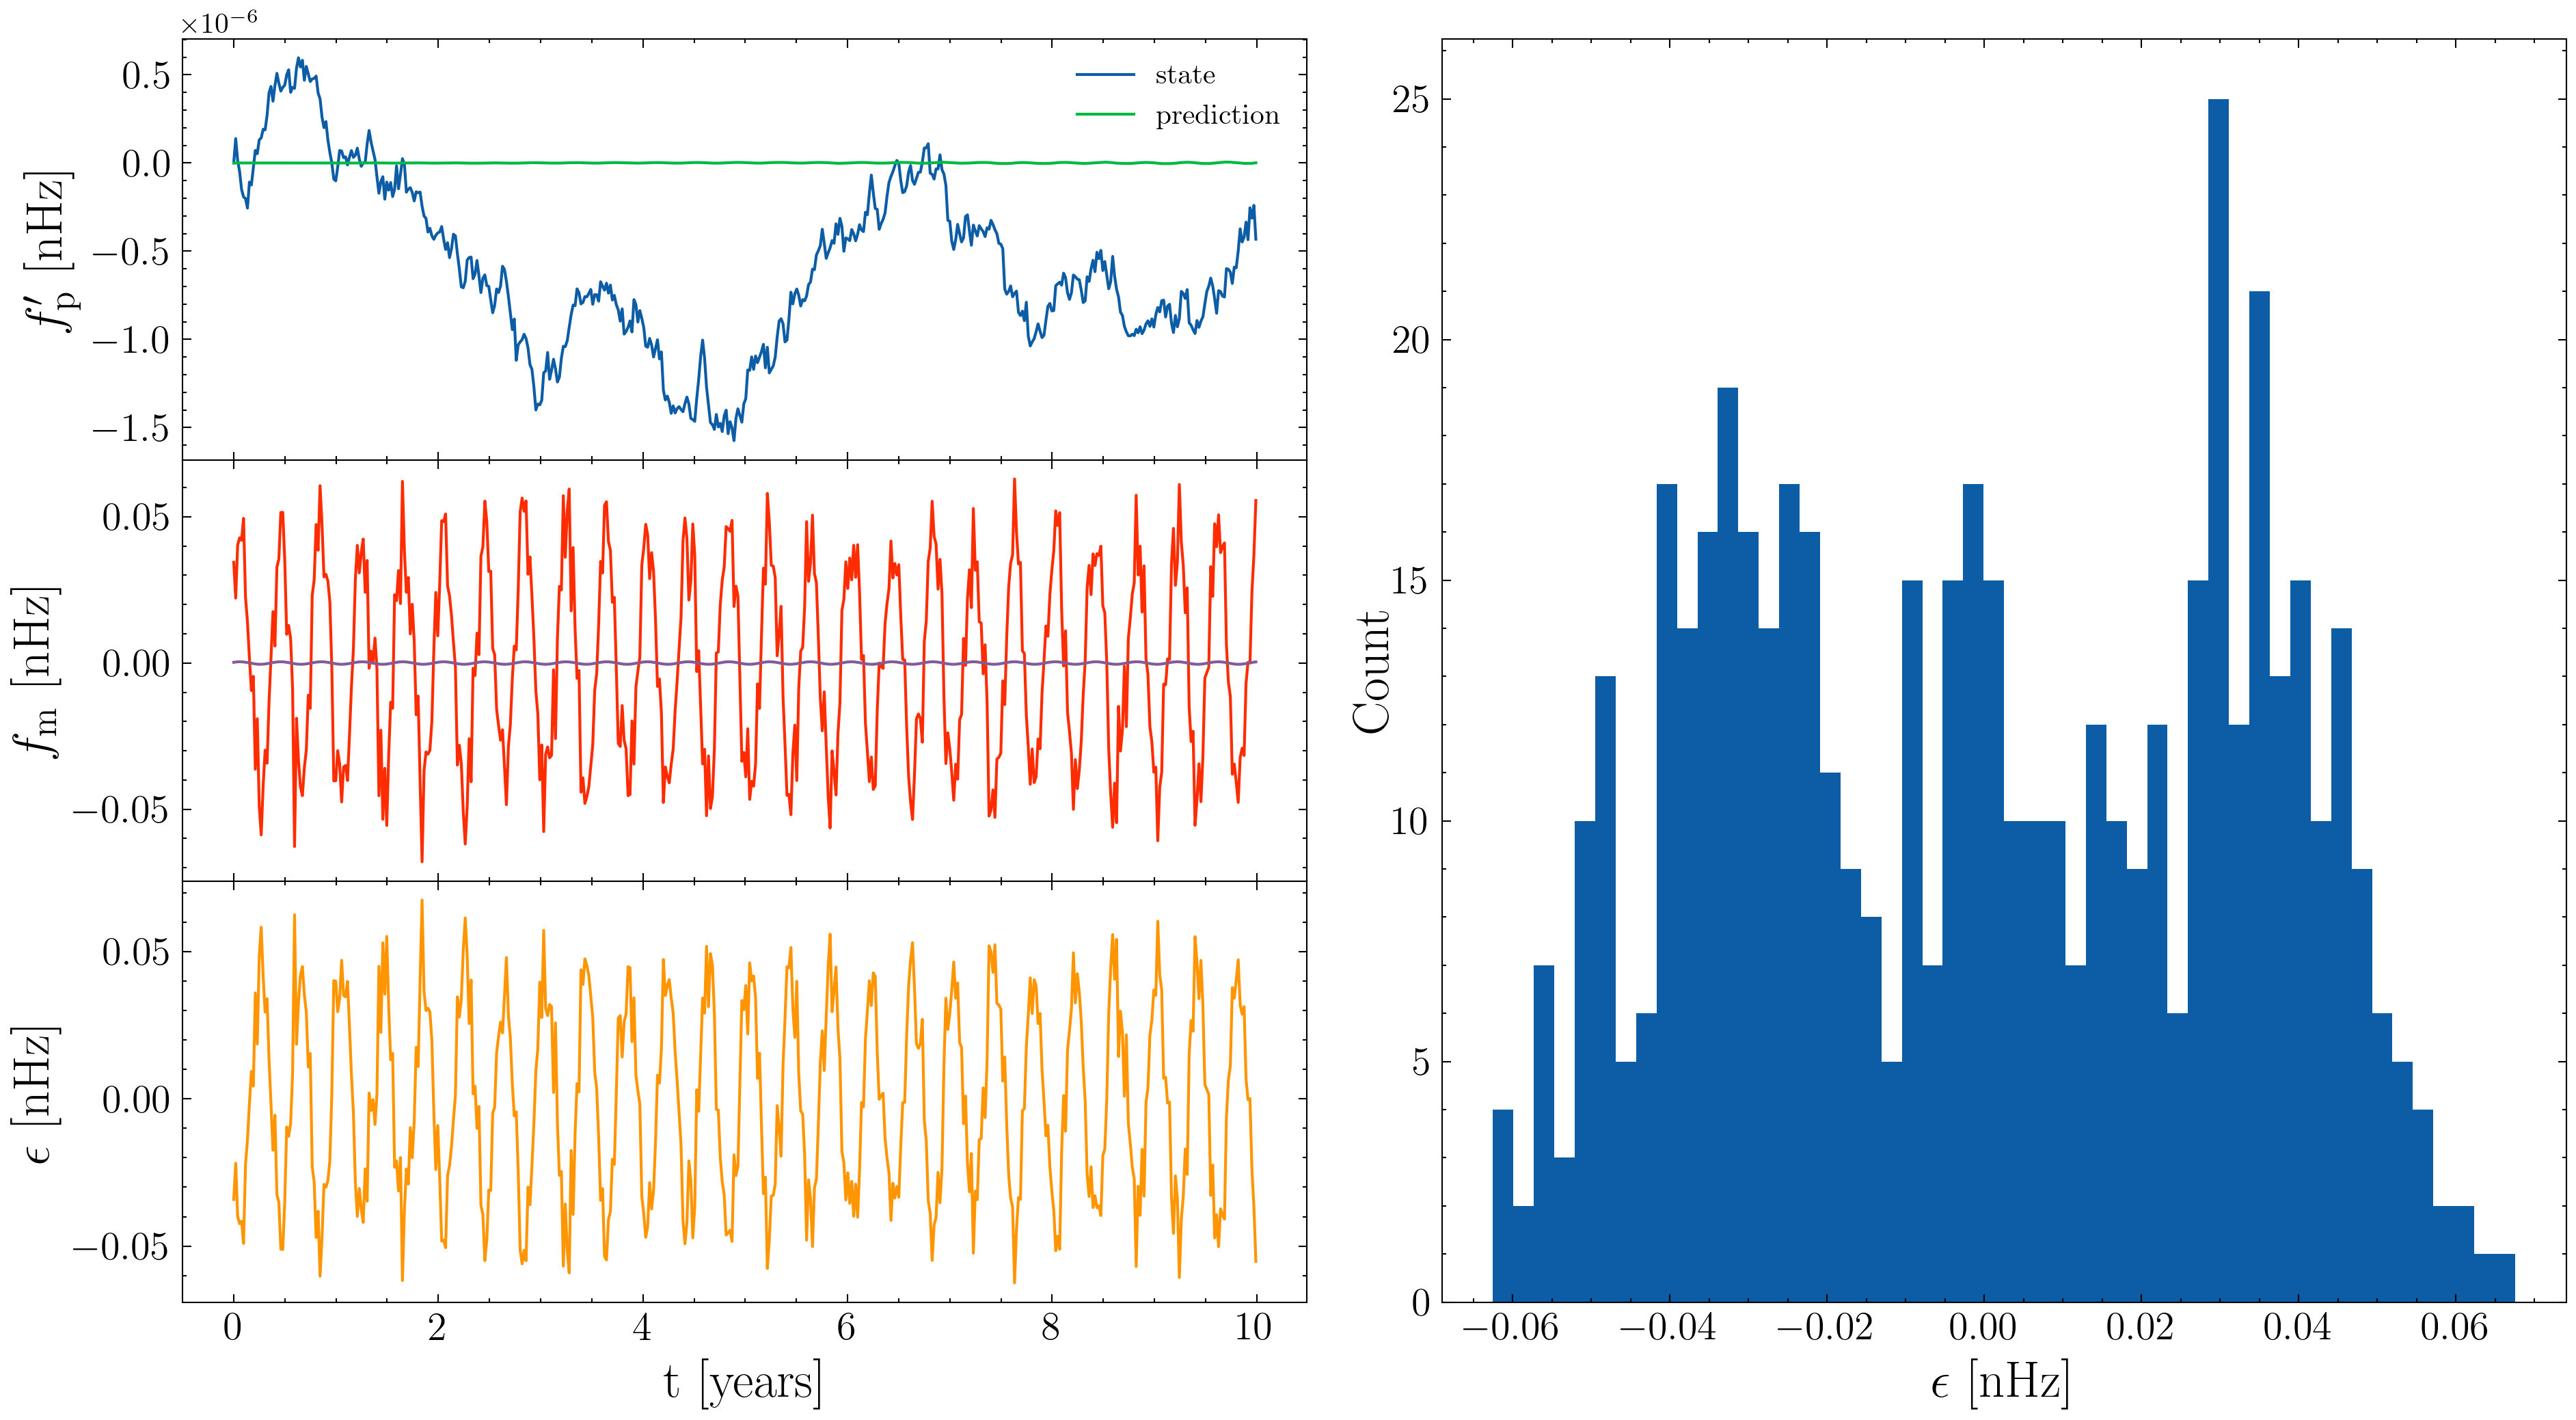 ×10⁻⁶
0.5
0.0
−0.5
−1.0
−1.5
f′ₚ [nHz]
state
prediction
0.05
0.00
−0.05
fₘ [nHz]
0.05
0.00
−0.05
ϵ [nHz]
0 2 4 6 8 10
t [years]
25
20
15
10
5
0
Count
−0.06 −0.04 −0.02 0.00 0.02 0.04 0.06
ϵ [nHz]